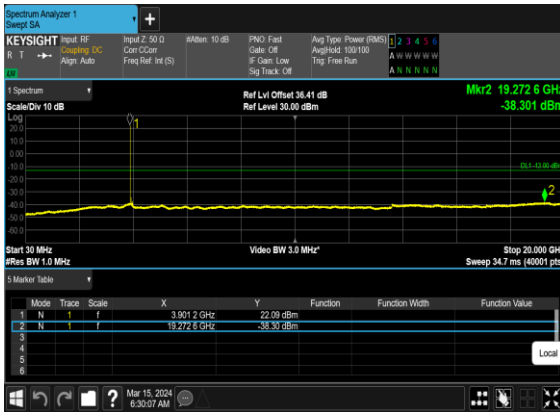 Spectrum Analyzer 1
Swept SA
+
KEYSIGHT Input: RF Input Z: 50 Ω #Atten: 10 dB PNO: Fast Avg Type: Power (RMS) 1 2 3 4 5 6
R T Coupling: DC Corr CCorr Gate: Off Avg|Hold: 100/100 A W W W W W
Align: Auto Freq Ref: Int (S) IF Gain: Low Trig: Free Run
LNI Sig Track: Off A N N N N N
1 Spectrum Ref Lvl Offset 36.41 dB Mkr2 19.272 6 GHz
Scale/Div 10 dB Ref Level 30.00 dBm -38.301 dBm
Log
1
20.0
10.0
0.00
-10.0
DL1 -13.00 dBm
-20.0
-30.0
2
-40.0
-50.0
-60.0
Start 30 MHz Video BW 3.0 MHz* Stop 20.000 GHz
#Res BW 1.0 MHz Sweep 34.7 ms (40001 pts)
5 Marker Table
Mode Trace Scale X Y Function Function Width Function Value
1 N 1 f 3.901 2 GHz 22.09 dBm
2 N 1 f 19.272 6 GHz -38.30 dBm
3
4
5
6
Local
? Mar 15, 2024
6:30:07 AM